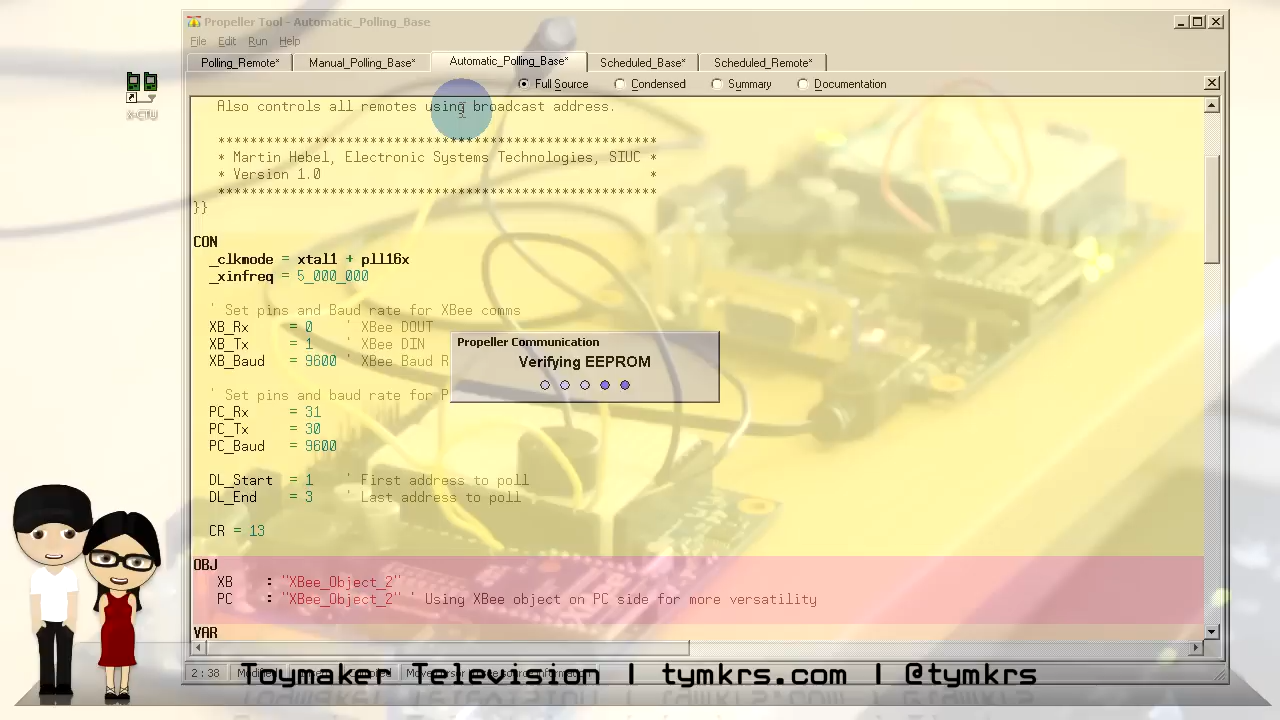 Propeller Tool - Automatic_Polling_Base
File Edit Run Help
Polling_Remote* Manual_Polling_Base* Automatic_Polling_Base* Scheduled_Base* Scheduled_Remote*
Full Source Condensed Summary Documentation
X-CTU
Also controls all remotes using broadcast address.
******************************************************
* Martin Hebel, Electronic Systems Technologies, SIUC *
* Version 1.0 *
******************************************************
}}
CON
_clkmode = xtal1 + pll16x
_xinfreq = 5_000_000
' Set pins and Baud rate for XBee comms
XB_Rx = 0 ' XBee DOUT
XB_Tx = 1 ' XBee DIN
XB_Baud = 9600 ' XBee Baud R
Propeller Communication
Verifying EEPROM
' Set pins and baud rate for P
PC_Rx = 31
PC_Tx = 30
PC_Baud = 9600
DL_Start = 1 ' First address to poll
DL_End = 3 ' Last address to poll
CR = 13
OBJ
XB : "XBee_Object_2"
PC : "XBee_Object_2" ' Using XBee object on PC side for more versatility
VAR
2 : 38
Toymaker Television | tymkrs.com | @tymkrs